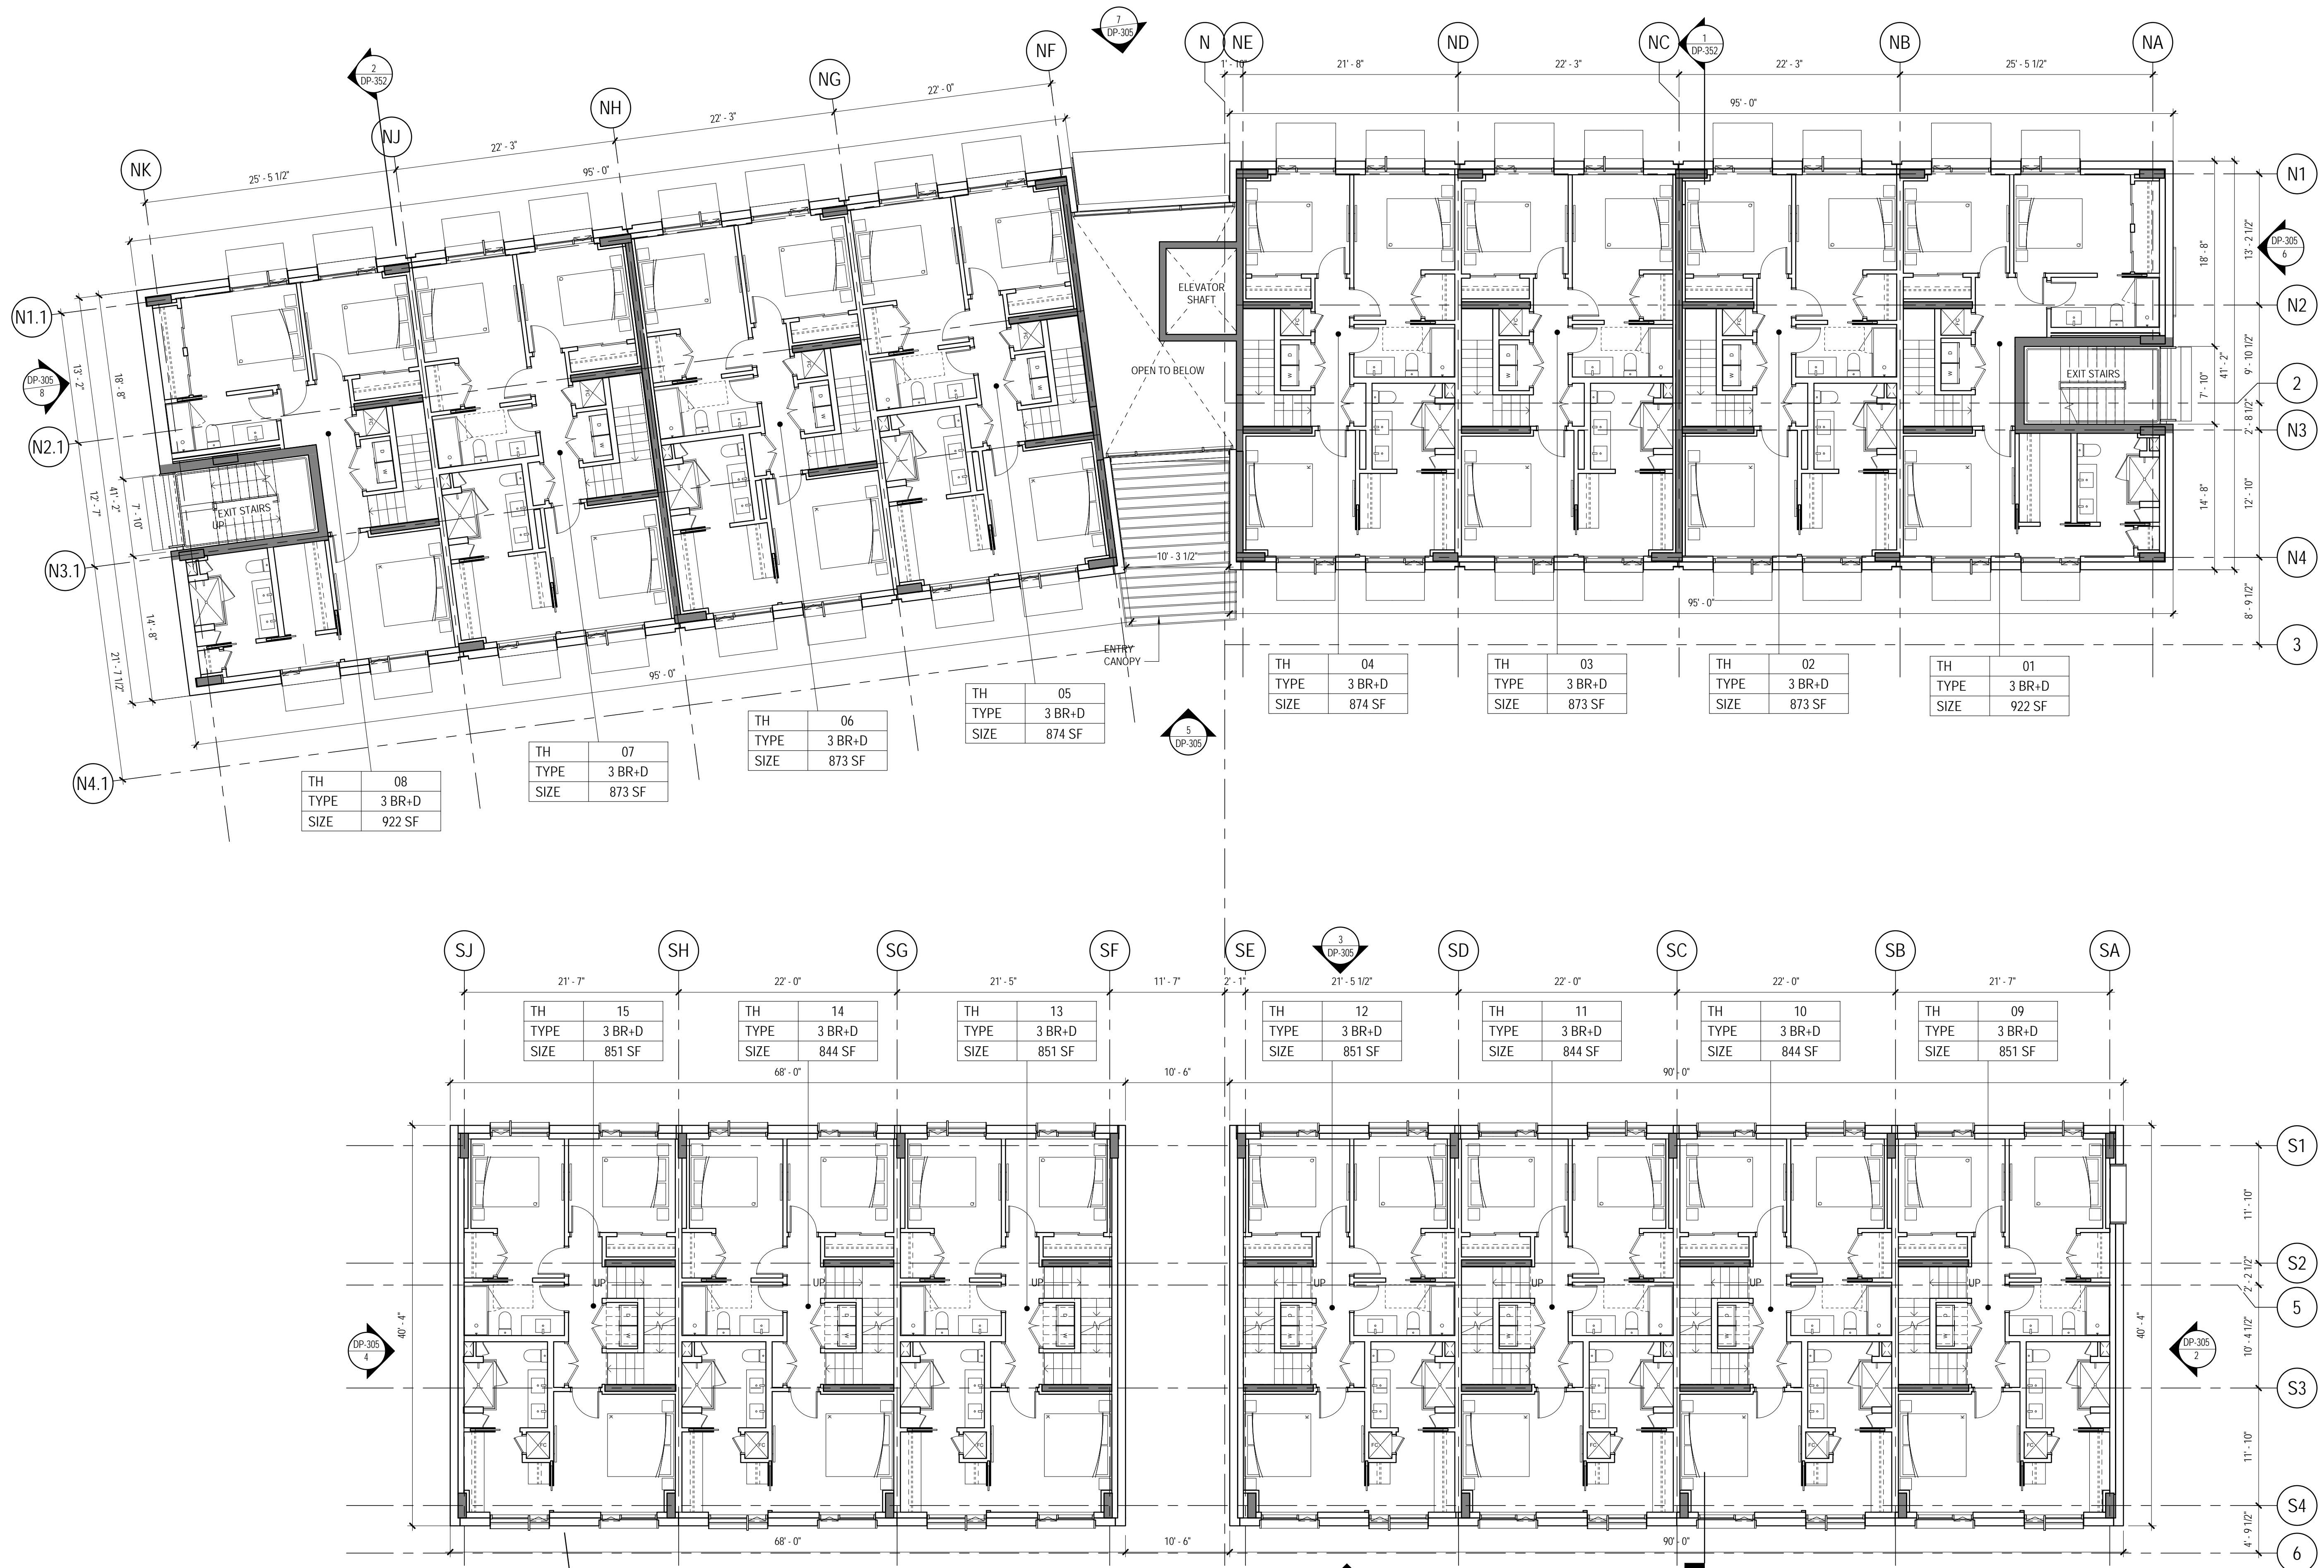 7
DP-305
N
NE
ND
NC
1
DP-352
NB
NA
NF
2
DP-352
NG
NH
NJ
NK
1' - 10"
21' - 8"
22' - 3"
22' - 3"
25' - 5 1/2"
95' - 0"
22' - 0"
22' - 3"
22' - 3"
25' - 5 1/2"
95' - 0"
N1
13' - 2 1/2"
18' - 8"
DP-305
6
N2
9' - 10 1/2"
41' - 2"
7' - 10"
2
2' - 8 1/2"
N3
12' - 10"
14' - 8"
N4
8' - 9 1/2"
3
N1.1
DP-305
8
13' - 2"
18' - 8"
N2.1
12' - 7"
41' - 2"
7' - 10"
N3.1
14' - 8"
21' - 7 1/2"
N4.1
ELEVATOR
SHAFT
OPEN TO BELOW
EXIT STAIRS
EXIT STAIRS
UP
10' - 3 1/2"
ENTRY
CANOPY
95' - 0"
95' - 0"
5
DP-305
TH 04
TYPE 3 BR+D
SIZE 874 SF
TH 03
TYPE 3 BR+D
SIZE 873 SF
TH 02
TYPE 3 BR+D
SIZE 873 SF
TH 01
TYPE 3 BR+D
SIZE 922 SF
TH 05
TYPE 3 BR+D
SIZE 874 SF
TH 06
TYPE 3 BR+D
SIZE 873 SF
TH 07
TYPE 3 BR+D
SIZE 873 SF
TH 08
TYPE 3 BR+D
SIZE 922 SF
SJ
SH
SG
SF
SE
3
DP-305
SD
SC
SB
SA
21' - 7"
22' - 0"
21' - 5"
11' - 7"
2' - 1"
21' - 5 1/2"
22' - 0"
22' - 0"
21' - 7"
TH 15
TYPE 3 BR+D
SIZE 851 SF
TH 14
TYPE 3 BR+D
SIZE 844 SF
TH 13
TYPE 3 BR+D
SIZE 851 SF
TH 12
TYPE 3 BR+D
SIZE 851 SF
TH 11
TYPE 3 BR+D
SIZE 844 SF
TH 10
TYPE 3 BR+D
SIZE 844 SF
TH 09
TYPE 3 BR+D
SIZE 851 SF
68' - 0"
10' - 6"
90' - 0"
S1
11' - 10"
S2
2' - 2 1/2"
5
10' - 4 1/2"
S3
11' - 10"
S4
4' - 9 1/2"
6
40' - 4"
DP-305
2
40' - 4"
DP-305
4
UP
UP
UP
UP
UP
UP
UP
D
W
D
W
D
W
D
W
D
W
D
W
D
W
FC
FC
FC
FC
FC
FC
FC
68' - 0"
10' - 6"
90' - 0"